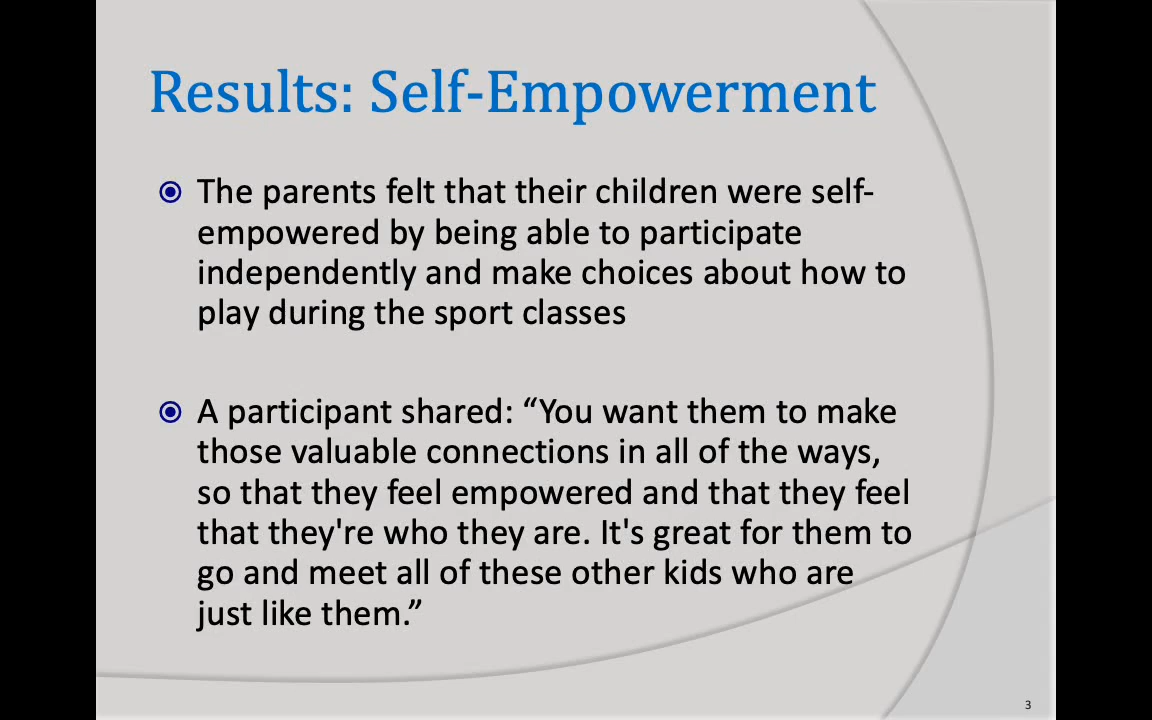 Results: Self-Empowerment
The parents felt that their children were self-
empowered by being able to participate
independently and make choices about how to
play during the sport classes
A participant shared: “You want them to make
those valuable connections in all of the ways,
so that they feel empowered and that they feel
that they're who they are. It's great for them to
go and meet all of these other kids who are
just like them.”
3